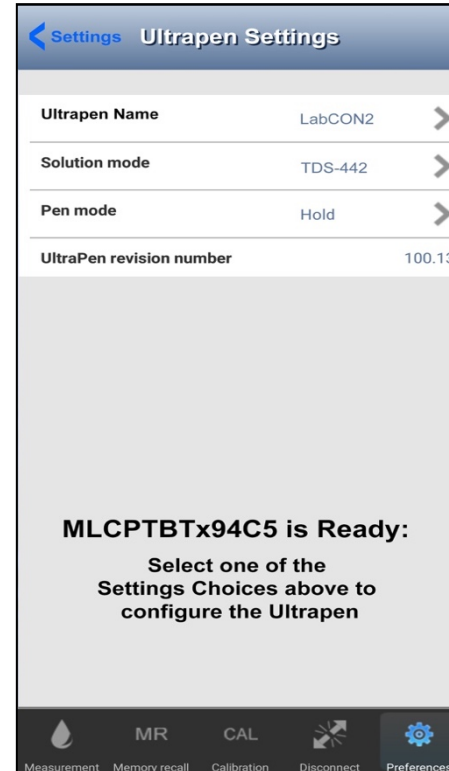 Settings Ultrapen Settings
Ultrapen Name LabCON2
Solution mode TDS-442
Pen mode Hold
UltraPen revision number 100.13
MLCPTBTx94C5 is Ready:
Select one of the
Settings Choices above to
configure the Ultrapen
MR CAL
Measurement Memory recall Calibration Disconnect Preferences